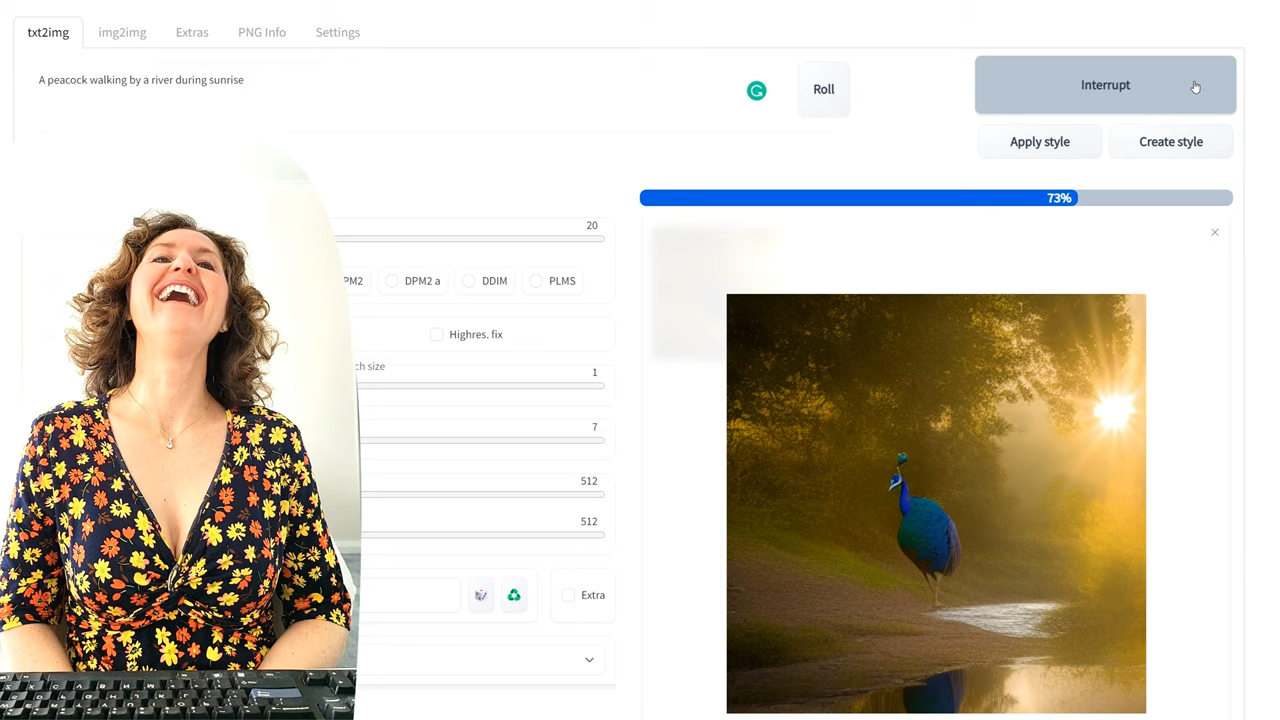 txt2img img2img Extras PNG Info Settings
A peacock walking by a river during sunrise
Roll
Interrupt
Apply style Create style
73%
20
PM2 DPM2 a DDIM PLMS
Highres. fix
ch size
1
7
512
512
Extra